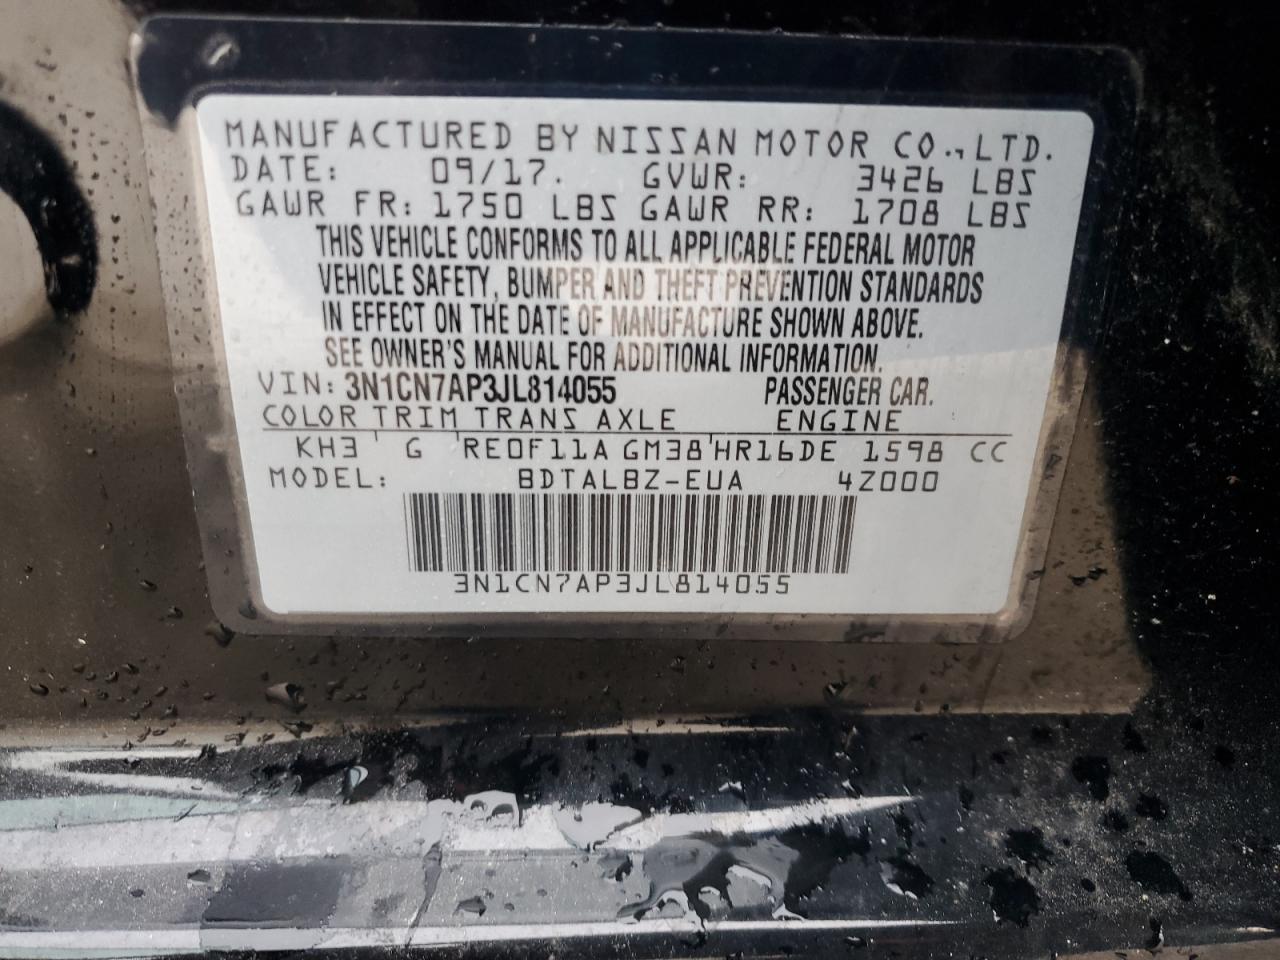 MANUFACTURED BY NISSAN MOTOR CO., LTD.
DATE: 09/17. GVWR: 3426 LBS
GAWR FR: 1750 LBS GAWR RR: 1708 LBS
THIS VEHICLE CONFORMS TO ALL APPLICABLE FEDERAL MOTOR
VEHICLE SAFETY, BUMPER AND THEFT PREVENTION STANDARDS
IN EFFECT ON THE DATE OF MANUFACTURE SHOWN ABOVE.
SEE OWNER'S MANUAL FOR ADDITIONAL INFORMATION.
VIN: 3N1CN7AP3JL814055 PASSENGER CAR.
COLOR TRIM TRANS AXLE ENGINE
KH3 ' G 'RE0F11A GM38'HR16DE 1598 CC
MODEL: BDTALBZ-EUA 4Z000
3N1CN7AP3JL814055